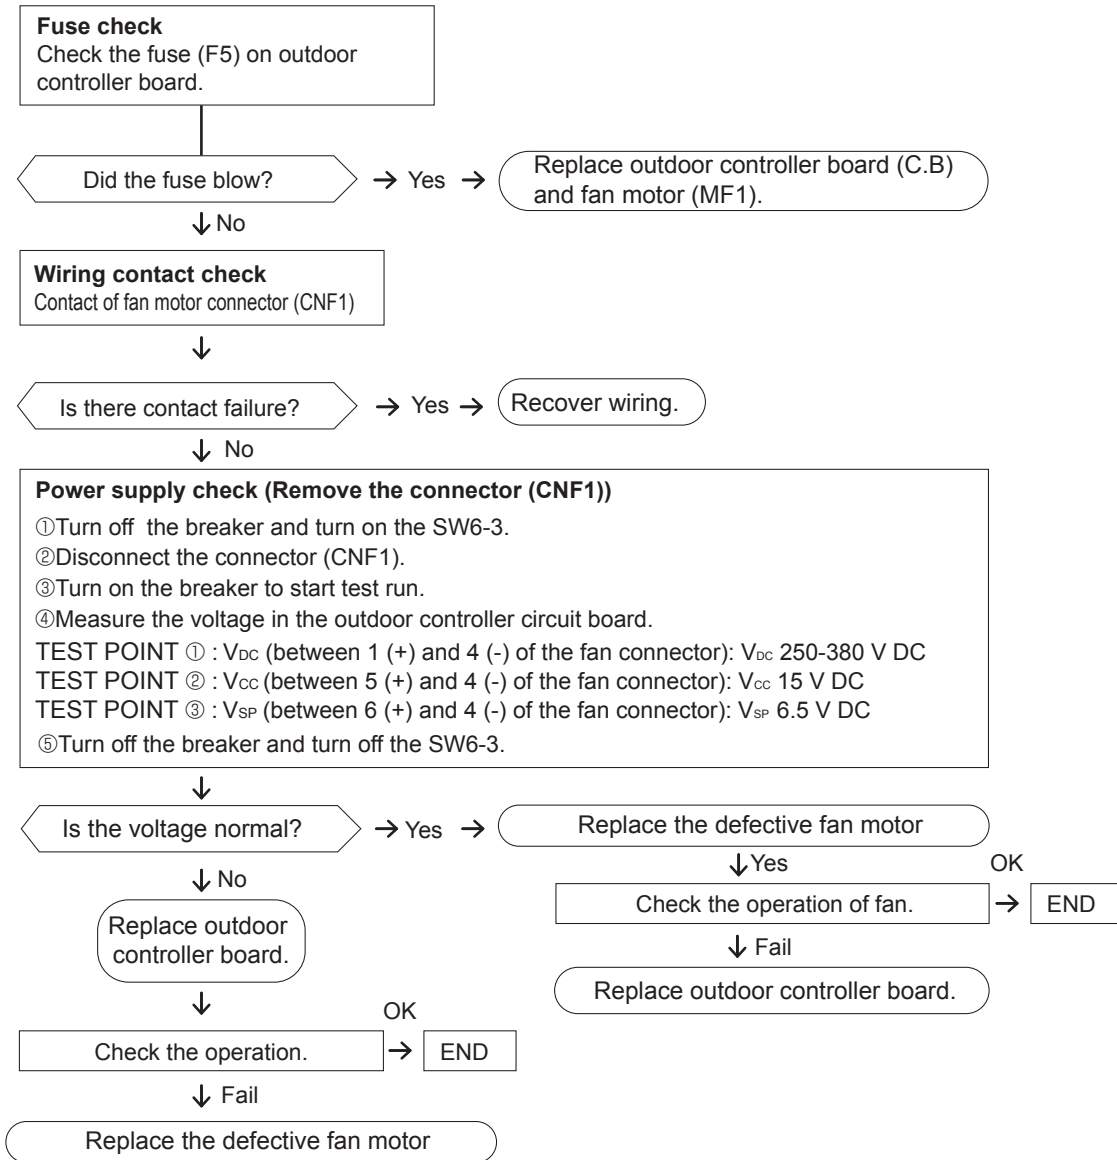 Fuse check
Check the fuse (F5) on outdoor
controller board.
Did the fuse blow?
→ Yes →
Replace outdoor controller board (C.B)
and fan motor (MF1).
↓ No
Wiring contact check
Contact of fan motor connector (CNF1)
↓
Is there contact failure?
→ Yes →
Recover wiring.
↓ No
Power supply check (Remove the connector (CNF1))
①Turn off  the breaker and turn on the SW6-3.
②Disconnect the connector (CNF1).
③Turn on the breaker to start test run.
④Measure the voltage in the outdoor controller circuit board.
TEST POINT ① : VDC (between 1 (+) and 4 (-) of the fan connector): VDC 250-380 V DC
TEST POINT ② : VCC (between 5 (+) and 4 (-) of the fan connector): VCC 15 V DC
TEST POINT ③ : VSP (between 6 (+) and 4 (-) of the fan connector): VSP 6.5 V DC
⑤Turn off the breaker and turn off the SW6-3.
↓
Is the voltage normal?
→ Yes →
Replace the defective fan motor
↓ Yes
Check the operation of fan.
OK
→
END
↓ Fail
Replace outdoor controller board.
↓ No
Replace outdoor
controller board.
↓
Check the operation.
OK
→
END
↓ Fail
Replace the defective fan motor